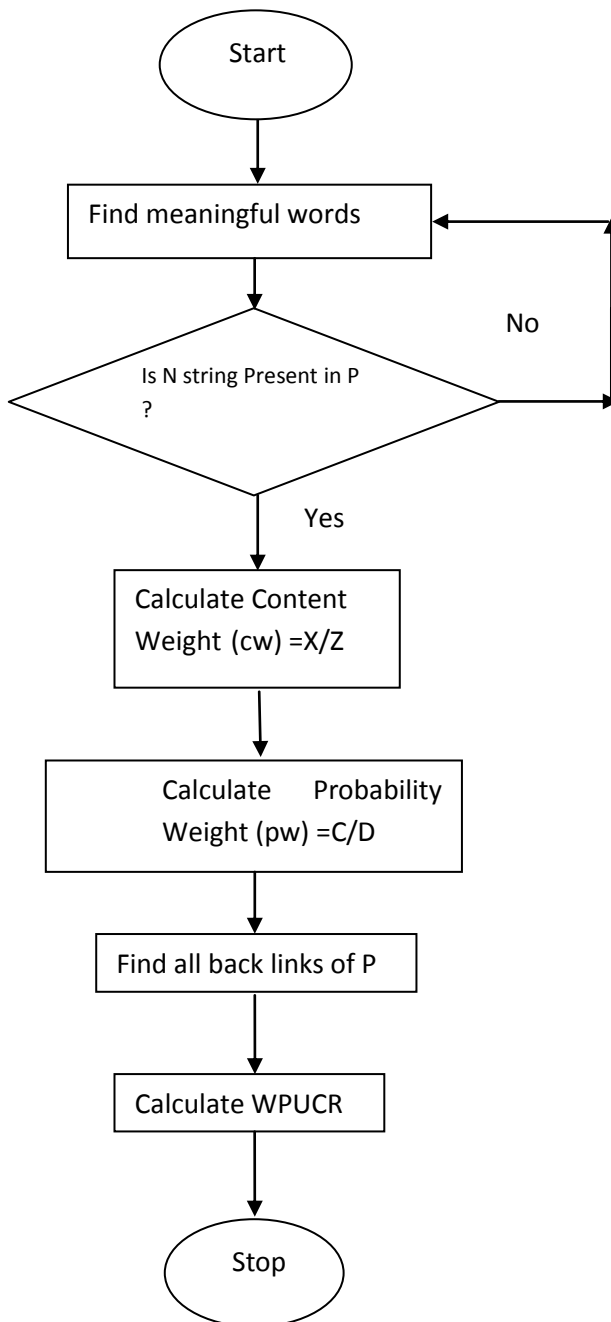 Start
Find meaningful words
No
Is N string Present in P
?
Yes
Calculate Content
Weight (cw) =X/Z
Calculate Probability
Weight (pw) =C/D
Find all back links of P
Calculate WPUCR
Stop